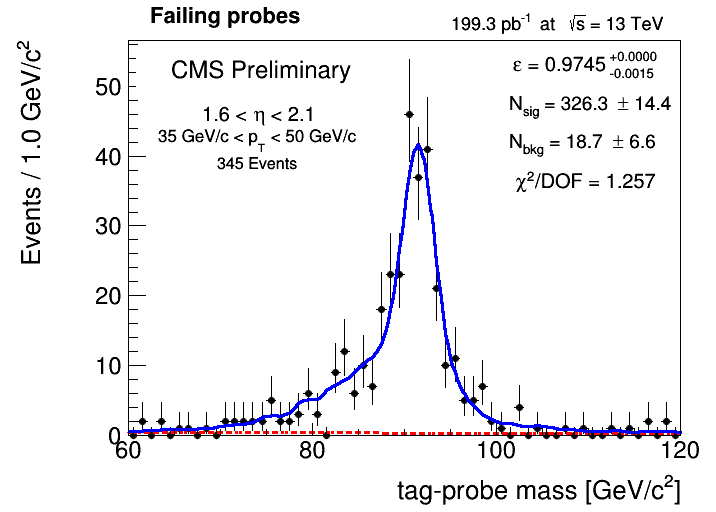 Failing probes
199.3 pb⁻¹ at √s = 13 TeV
CMS Preliminary
1.6 < η < 2.1
35 GeV/c < p_T < 50 GeV/c
345 Events
ε = 0.9745 +0.0000 -0.0015
N_sig = 326.3 ± 14.4
N_bkg = 18.7 ± 6.6
χ²/DOF = 1.257
Events / 1.0 GeV/c²
50
40
30
20
10
0
60 80 100 120
tag-probe mass [GeV/c²]